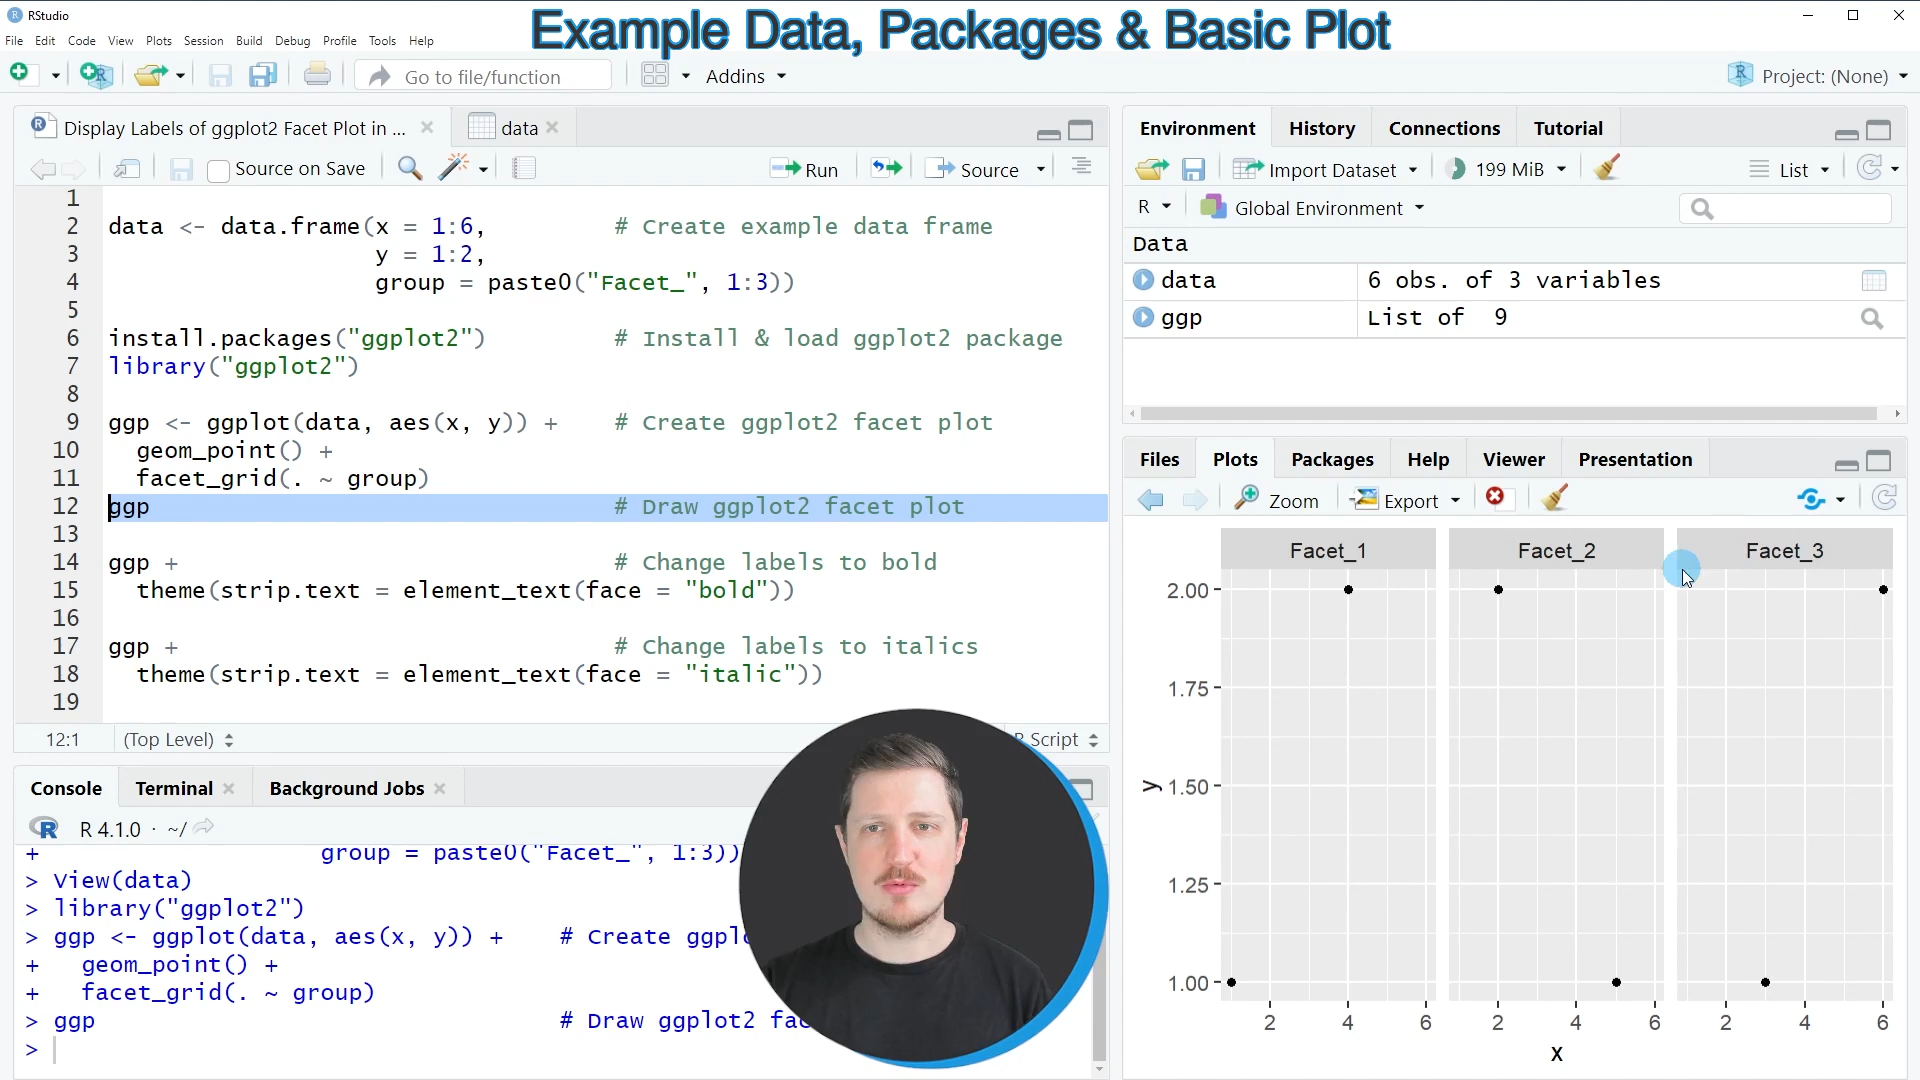 RStudio
Example Data, Packages & Basic Plot
File Edit Code View Plots Session Build Debug Profile Tools Help
Go to file/function
Addins
Project: (None)
Display Labels of ggplot2 Facet Plot in ...
data
Source on Save
Run
Source
1
2 data <- data.frame(x = 1:6, # Create example data frame
3 y = 1:2,
4 group = paste0("Facet_", 1:3))
5
6 install.packages("ggplot2") # Install & load ggplot2 package
7 library("ggplot2")
8
9 ggp <- ggplot(data, aes(x, y)) + # Create ggplot2 facet plot
10 geom_point() +
11 facet_grid(. ~ group)
12 ggp # Draw ggplot2 facet plot
13
14 ggp + # Change labels to bold
15 theme(strip.text = element_text(face = "bold"))
16
17 ggp + # Change labels to italics
18 theme(strip.text = element_text(face = "italic"))
19
12:1 (Top Level) R Script
Console Terminal Background Jobs
R 4.1.0 · ~/
+ group = paste0("Facet_", 1:3))
> View(data)
> library("ggplot2")
> ggp <- ggplot(data, aes(x, y)) + # Create
+ geom_point() +
+ facet_grid(. ~ group)
> ggp # Draw ggplot2
>
Environment History Connections Tutorial
Import Dataset 199 MiB List
R Global Environment
Data
data 6 obs. of 3 variables
ggp List of 9
Files Plots Packages Help Viewer Presentation
Zoom Export
Facet_1 Facet_2 Facet_3
2.00
1.75
1.50
1.25
1.00
y
2 4 6 2 4 6 2 4 6
x